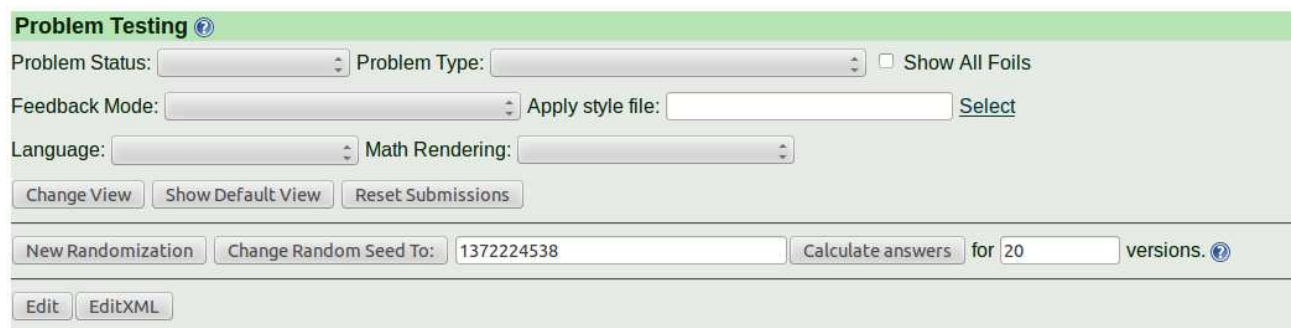 Problem Testing
Problem Status: Problem Type: Show All Foils
Feedback Mode: Apply style file: Select
Language: Math Rendering:
Change View Show Default View Reset Submissions
New Randomization Change Random Seed To: 1372224538 Calculate answers for 20 versions.
Edit EditXML